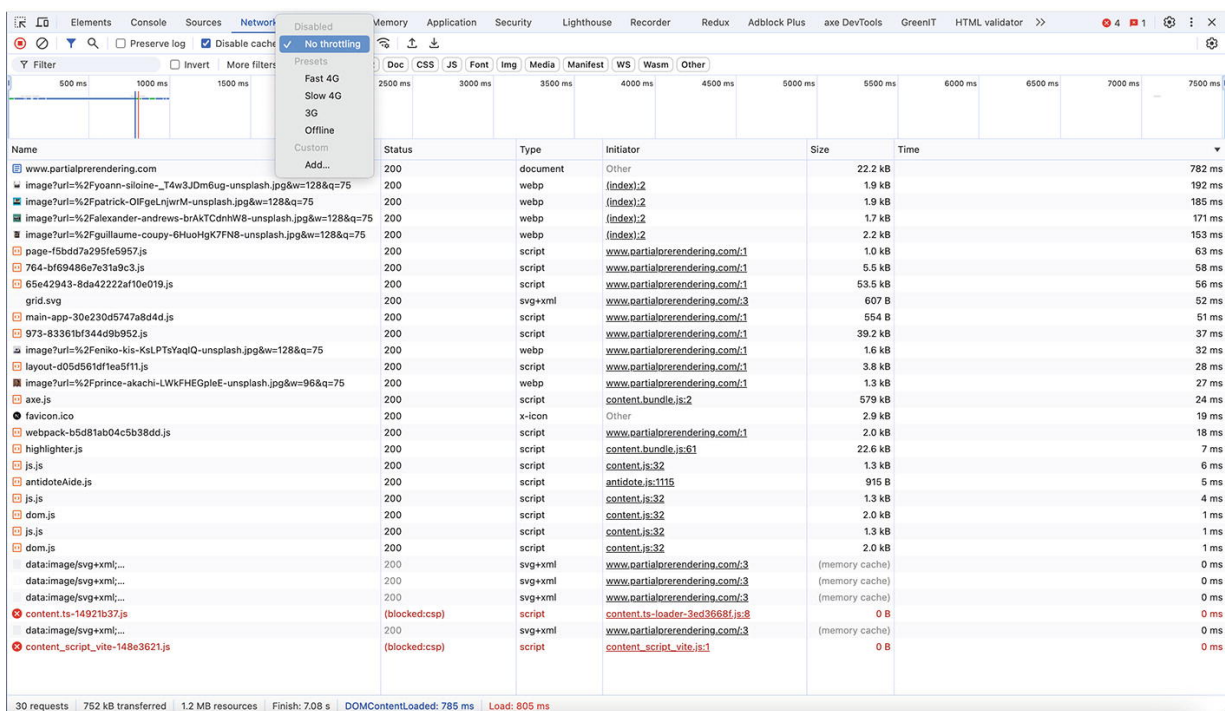 Elements Console Sources Network Memory Application Security Lighthouse Recorder Redux Adblock Plus axe DevTools GreenIT HTML validator 4 1
Disabled
Preserve log Disable cache No throttling
Presets
Filter Invert More filters Doc CSS JS Font Img Media Manifest WS Wasm Other
Fast 4G
500 ms 1000 ms 1500 ms 2500 ms 3000 ms 3500 ms 4000 ms 4500 ms 5000 ms 5500 ms 6000 ms 6500 ms 7000 ms 7500 ms
Slow 4G
3G
Offline
Custom
Add...
Name Status Type Initiator Size Time
www.partialprerendering.com 200 document Other 22.2 kB 782 ms
image?url=%2Fyoann-siloine-_T4w3JDm6ug-unsplash.jpg&w=128&q=75 200 webp (index):2 1.9 kB 192 ms
image?url=%2Fpatrick-OIFgeLnjwrM-unsplash.jpg&w=128&q=75 200 webp (index):2 1.9 kB 185 ms
image?url=%2Falexander-andrews-brAkTCdnhW8-unsplash.jpg&w=128&q=75 200 webp (index):2 1.7 kB 171 ms
image?url=%2Fguillaume-coupy-6HuoHgK7FN8-unsplash.jpg&w=128&q=75 200 webp (index):2 2.2 kB 153 ms
page-f5bdd7a295fe5957.js 200 script www.partialprerendering.com/:1 1.0 kB 63 ms
764-bf69486e7e31a9c3.js 200 script www.partialprerendering.com/:1 5.5 kB 58 ms
65e42943-8da42222af10e019.js 200 script www.partialprerendering.com/:1 53.5 kB 56 ms
grid.svg 200 svg+xml www.partialprerendering.com/:3 607 B 52 ms
main-app-30e230d5747a8d4d.js 200 script www.partialprerendering.com/:1 554 B 51 ms
973-83361bf344d9b952.js 200 script www.partialprerendering.com/:1 39.2 kB 37 ms
image?url=%2Feniko-kis-KsLPTsYaqIQ-unsplash.jpg&w=128&q=75 200 webp www.partialprerendering.com/:1 1.6 kB 32 ms
layout-d05d561df1ea5f11.js 200 script www.partialprerendering.com/:1 3.8 kB 28 ms
image?url=%2Fprince-akachi-LWkFHEGpleE-unsplash.jpg&w=96&q=75 200 webp www.partialprerendering.com/:1 1.3 kB 27 ms
axe.js 200 script content.bundle.js:2 579 kB 24 ms
favicon.ico 200 x-icon Other 2.9 kB 19 ms
webpack-b5d81ab04c5b38dd.js 200 script www.partialprerendering.com/:1 2.0 kB 18 ms
highlighter.js 200 script content.bundle.js:61 22.6 kB 7 ms
js.js 200 script content.js:32 1.3 kB 6 ms
antidoteAide.js 200 script antidote.js:1115 915 B 5 ms
js.js 200 script content.js:32 1.3 kB 4 ms
dom.js 200 script content.js:32 2.0 kB 1 ms
js.js 200 script content.js:32 1.3 kB 1 ms
dom.js 200 script content.js:32 2.0 kB 1 ms
data:image/svg+xml;... 200 svg+xml www.partialprerendering.com/:3 (memory cache) 0 ms
data:image/svg+xml;... 200 svg+xml www.partialprerendering.com/:3 (memory cache) 0 ms
data:image/svg+xml;... 200 svg+xml www.partialprerendering.com/:3 (memory cache) 0 ms
content.ts-14921b37.js (blocked:csp) script content.ts-loader-3ed3668f.js:8 0 B 0 ms
data:image/svg+xml;... 200 svg+xml www.partialprerendering.com/:3 (memory cache) 0 ms
content_script_vite-148e3621.js (blocked:csp) script content_script_vite.js:1 0 B 0 ms
30 requests 752 kB transferred 1.2 MB resources Finish: 7.08 s DOMContentLoaded: 785 ms Load: 805 ms